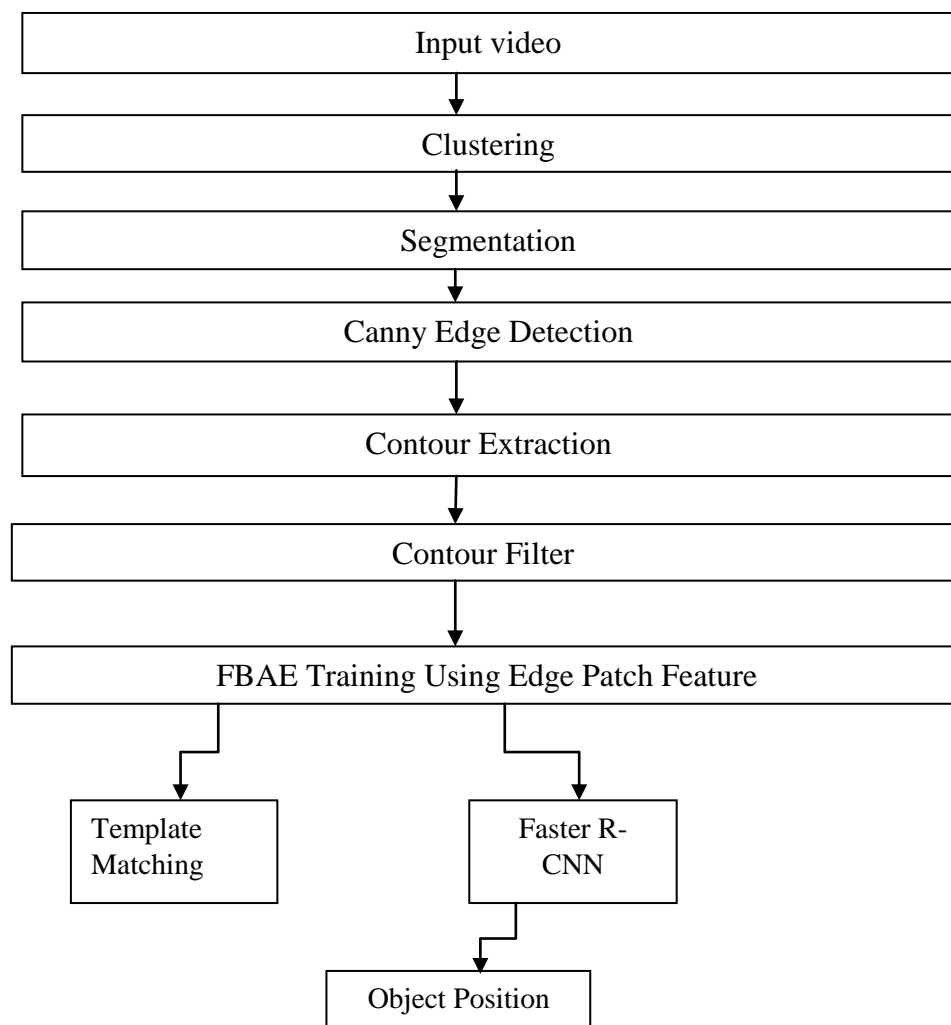 Input video
Clustering
Segmentation
Canny Edge Detection
Contour Extraction
Contour Filter
FBAE Training Using Edge Patch Feature
Template
Matching
Faster R-
CNN
Object Position